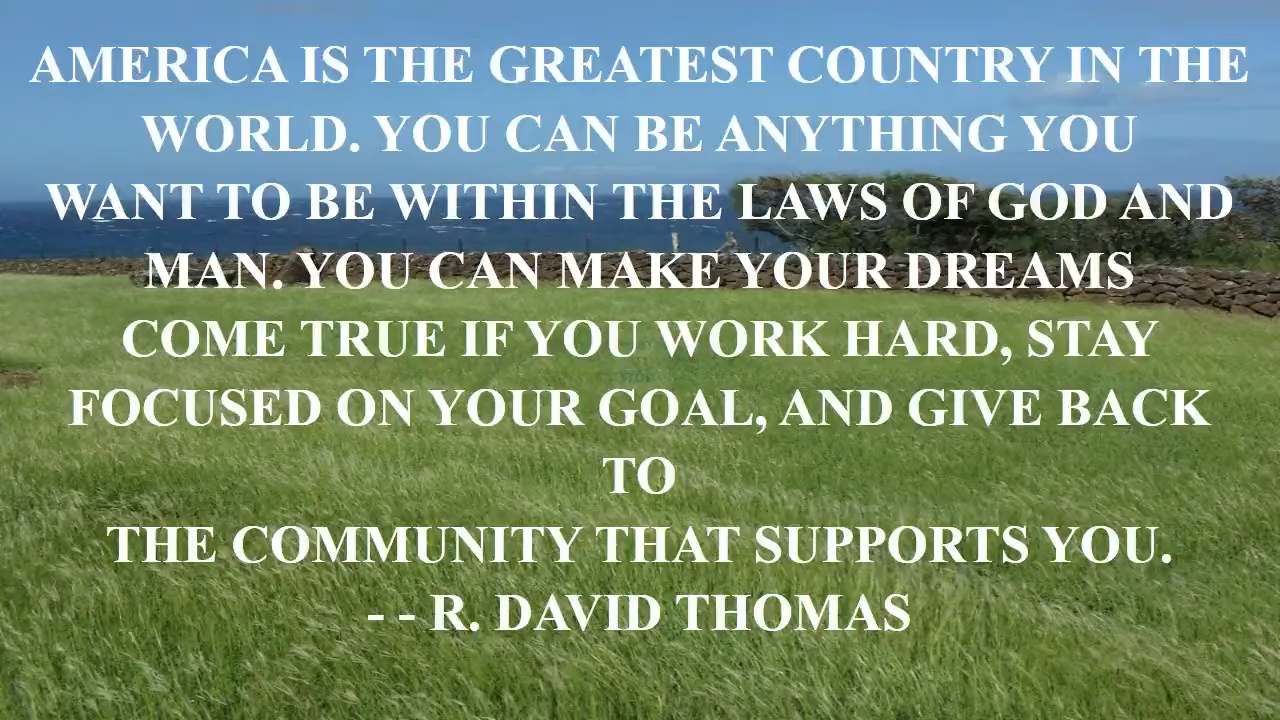 AMERICA IS THE GREATEST COUNTRY IN THE
WORLD. YOU CAN BE ANYTHING YOU
WANT TO BE WITHIN THE LAWS OF GOD AND
MAN. YOU CAN MAKE YOUR DREAMS
COME TRUE IF YOU WORK HARD, STAY
FOCUSED ON YOUR GOAL, AND GIVE BACK
TO
THE COMMUNITY THAT SUPPORTS YOU.
- - R. DAVID THOMAS